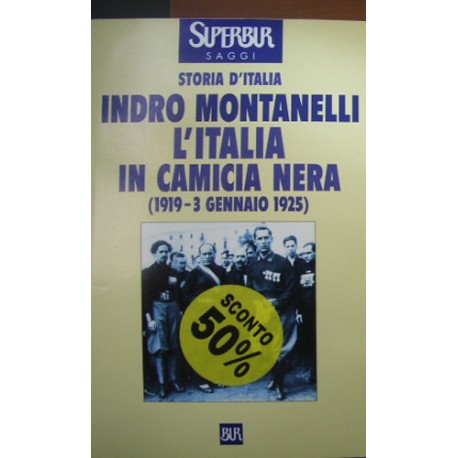 SUPERBUR
SAGGI
STORIA D'ITALIA
INDRO MONTANELLI
L'ITALIA
IN CAMICIA NERA
(1919-3 GENNAIO 1925)
SCONTO
50%
BUR